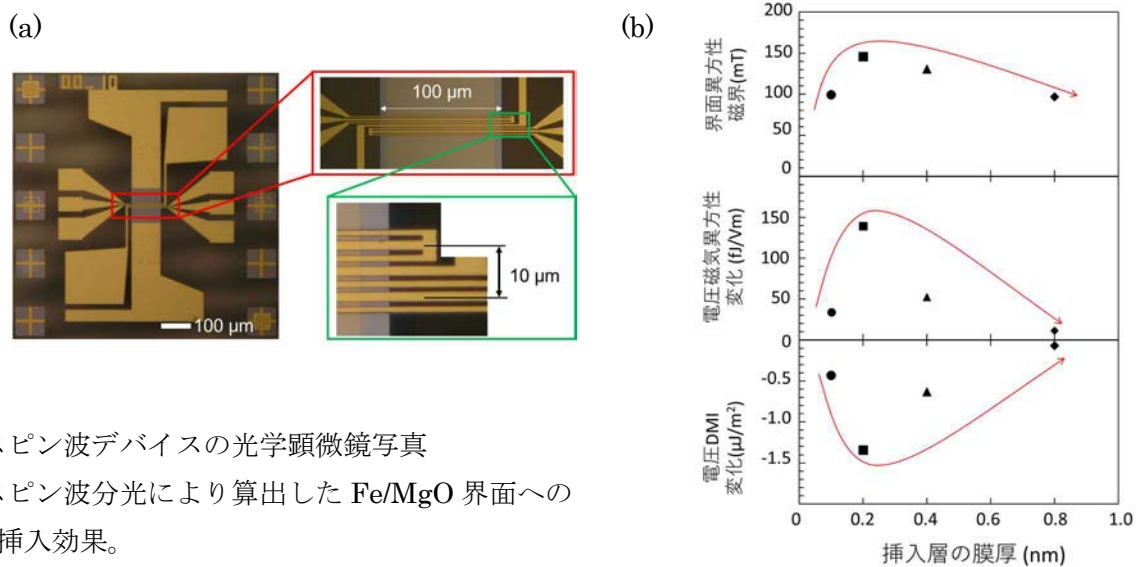 (a)
100 μm
10 μm
100 μm
(b)
界面異方性
磁界(mT)
200
150
100
50
0
電圧磁気異方性
変化 (fJ/Vm)
150
100
50
0
電圧DMI
変化(μJ/m²)
-0.5
-1.0
-1.5
0 0.2 0.4 0.6 0.8 1.0
挿入層の膜厚 (nm)
スピン波デバイスの光学顕微鏡写真
スピン波分光により算出した Fe/MgO 界面への
挿入効果。